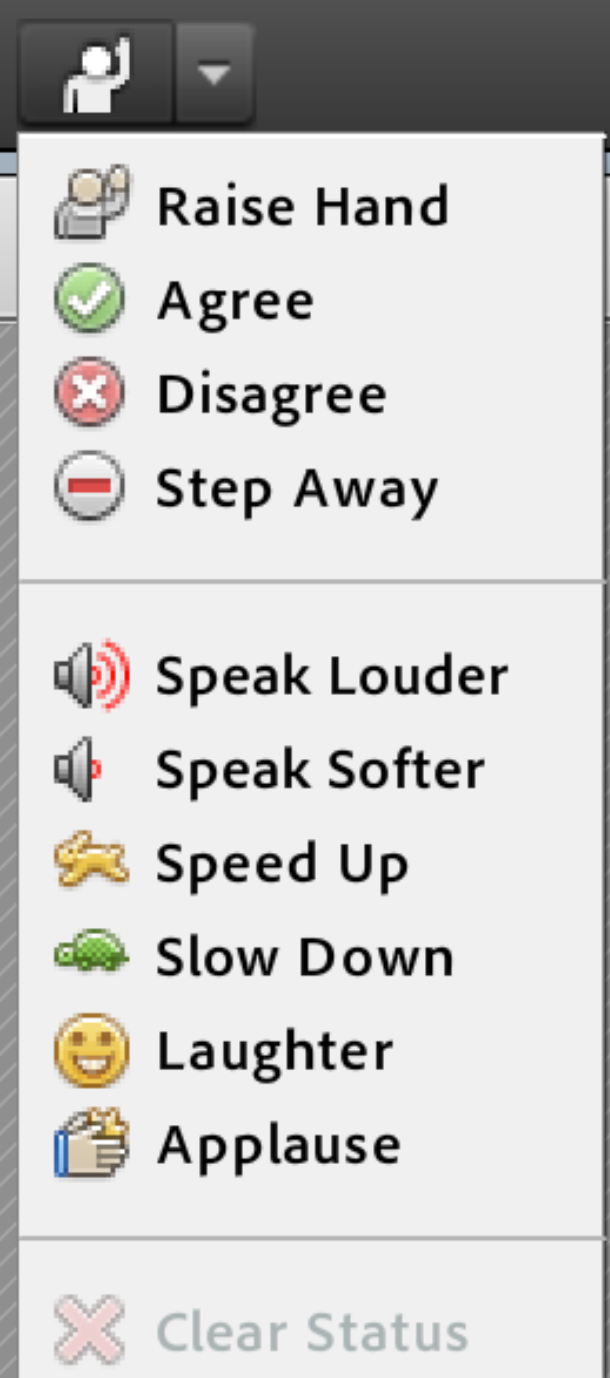 Raise Hand
Agree
Disagree
Step Away
Speak Louder
Speak Softer
Speed Up
Slow Down
Laughter
Applause
Clear Status